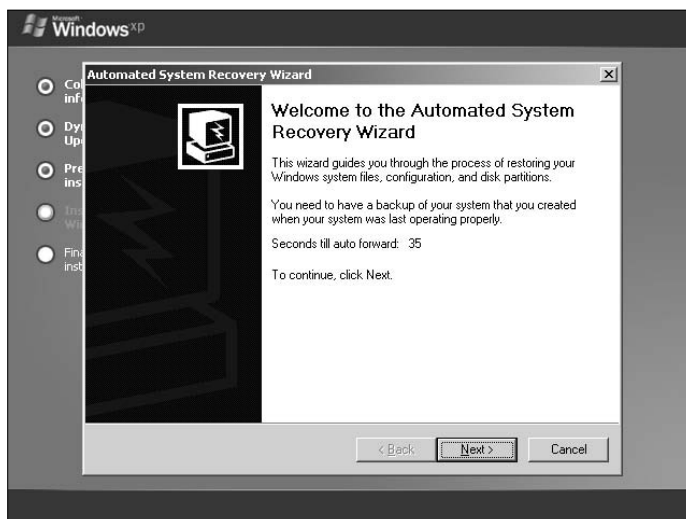 Microsoft
Windows xp
Automated System Recovery Wizard
Welcome to the Automated System
Recovery Wizard
This wizard guides you through the process of restoring your
Windows system files, configuration, and disk partitions.
You need to have a backup of your system that you created
when your system was last operating properly.
Seconds till auto forward: 35
To continue, click Next.
< Back
Next >
Cancel